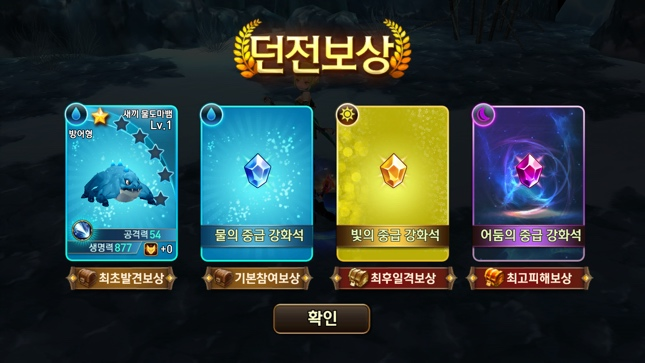 던전보상
새끼 물도마뱀
Lv.1
방어형
공격력 54
생명력 877 +0
물의 중급 강화석
빛의 중급 강화석
어둠의 중급 강화석
최초발견보상
기본참여보상
최후일격보상
최고피해보상
확인